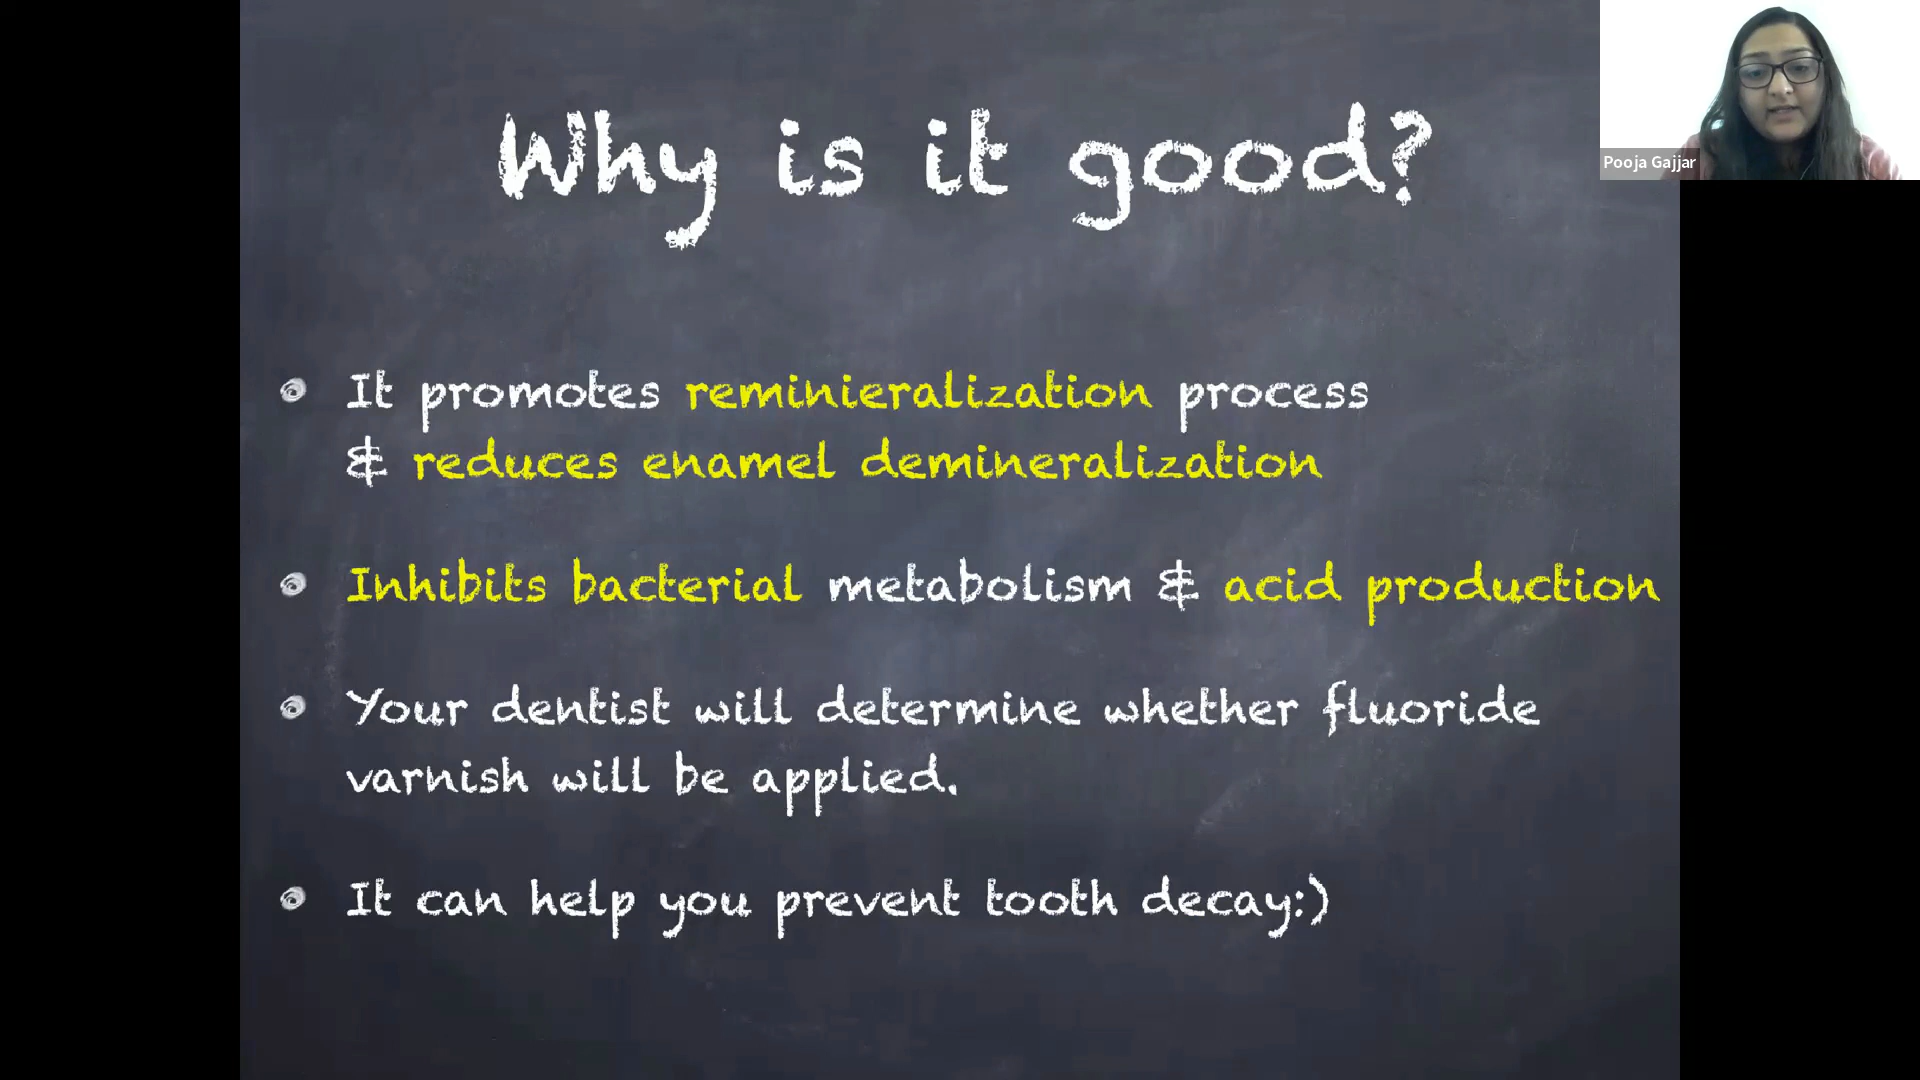 Why is it good?
Pooja Gajjar
It promotes reminieralization process
& reduces enamel demineralization
Inhibits bacterial metabolism & acid production
Your dentist will determine whether fluoride
varnish will be applied.
It can help you prevent tooth decay:)